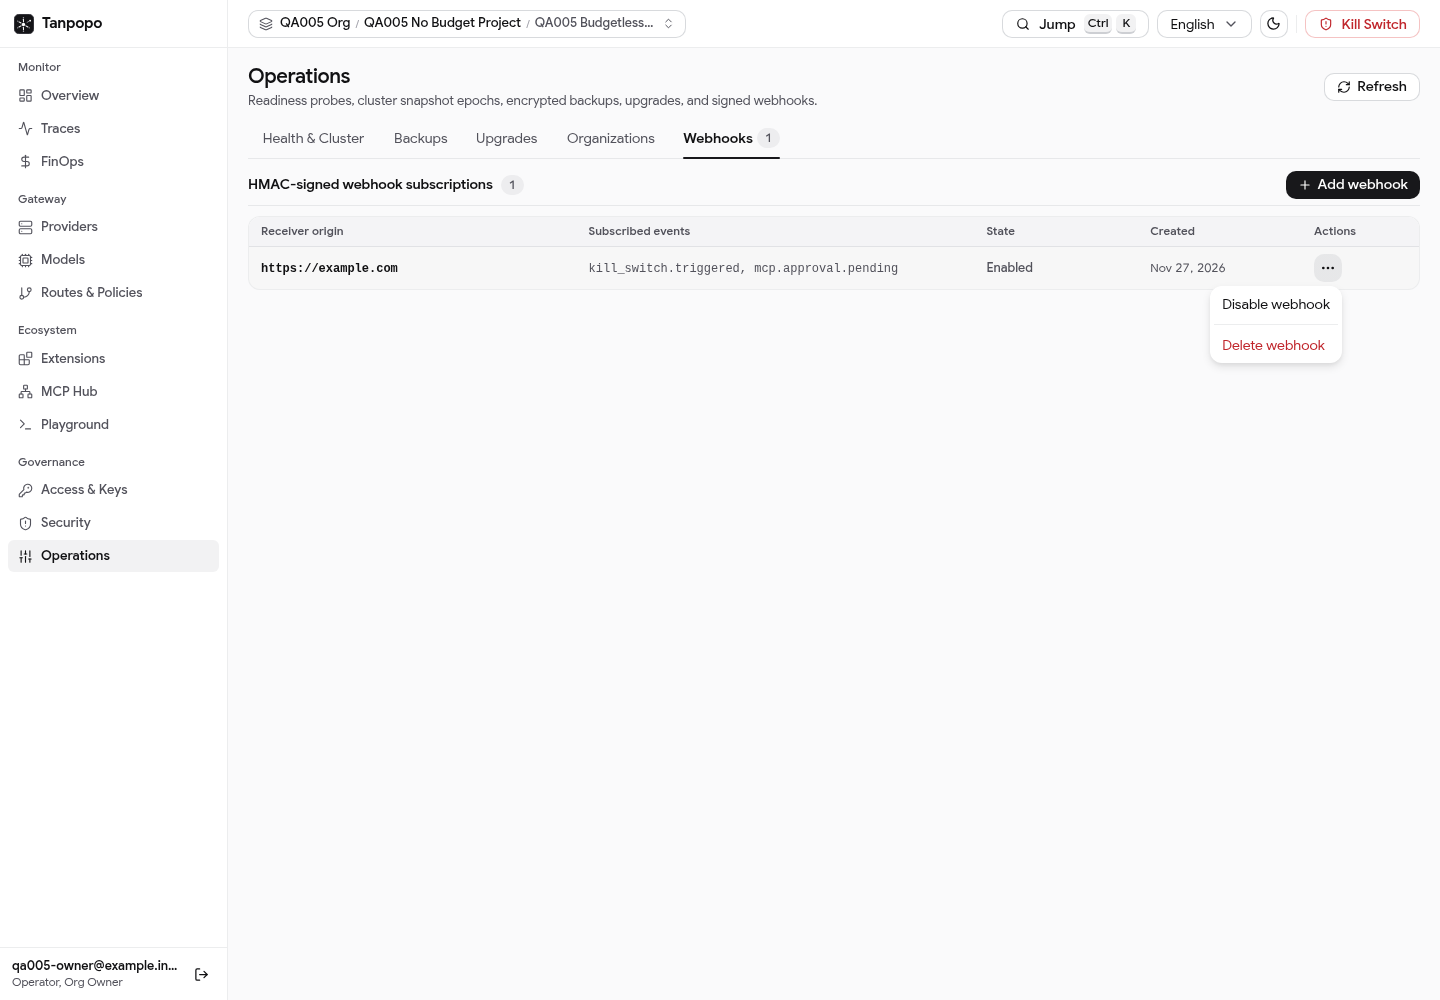 Tanpopo
QA005 Org / QA005 No Budget Project / QA005 Budgetless...
Jump Ctrl K
English
Kill Switch
Monitor
Overview
Traces
FinOps
Gateway
Providers
Models
Routes & Policies
Ecosystem
Extensions
MCP Hub
Playground
Governance
Access & Keys
Security
Operations
qa005-owner@example.in...
Operator, Org Owner
Operations
Readiness probes, cluster snapshot epochs, encrypted backups, upgrades, and signed webhooks.
Refresh
Health & Cluster Backups Upgrades Organizations Webhooks 1
HMAC-signed webhook subscriptions 1
Add webhook
Receiver origin Subscribed events State Created Actions
https://example.com kill_switch.triggered, mcp.approval.pending Enabled Nov 27, 2026
Disable webhook
Delete webhook